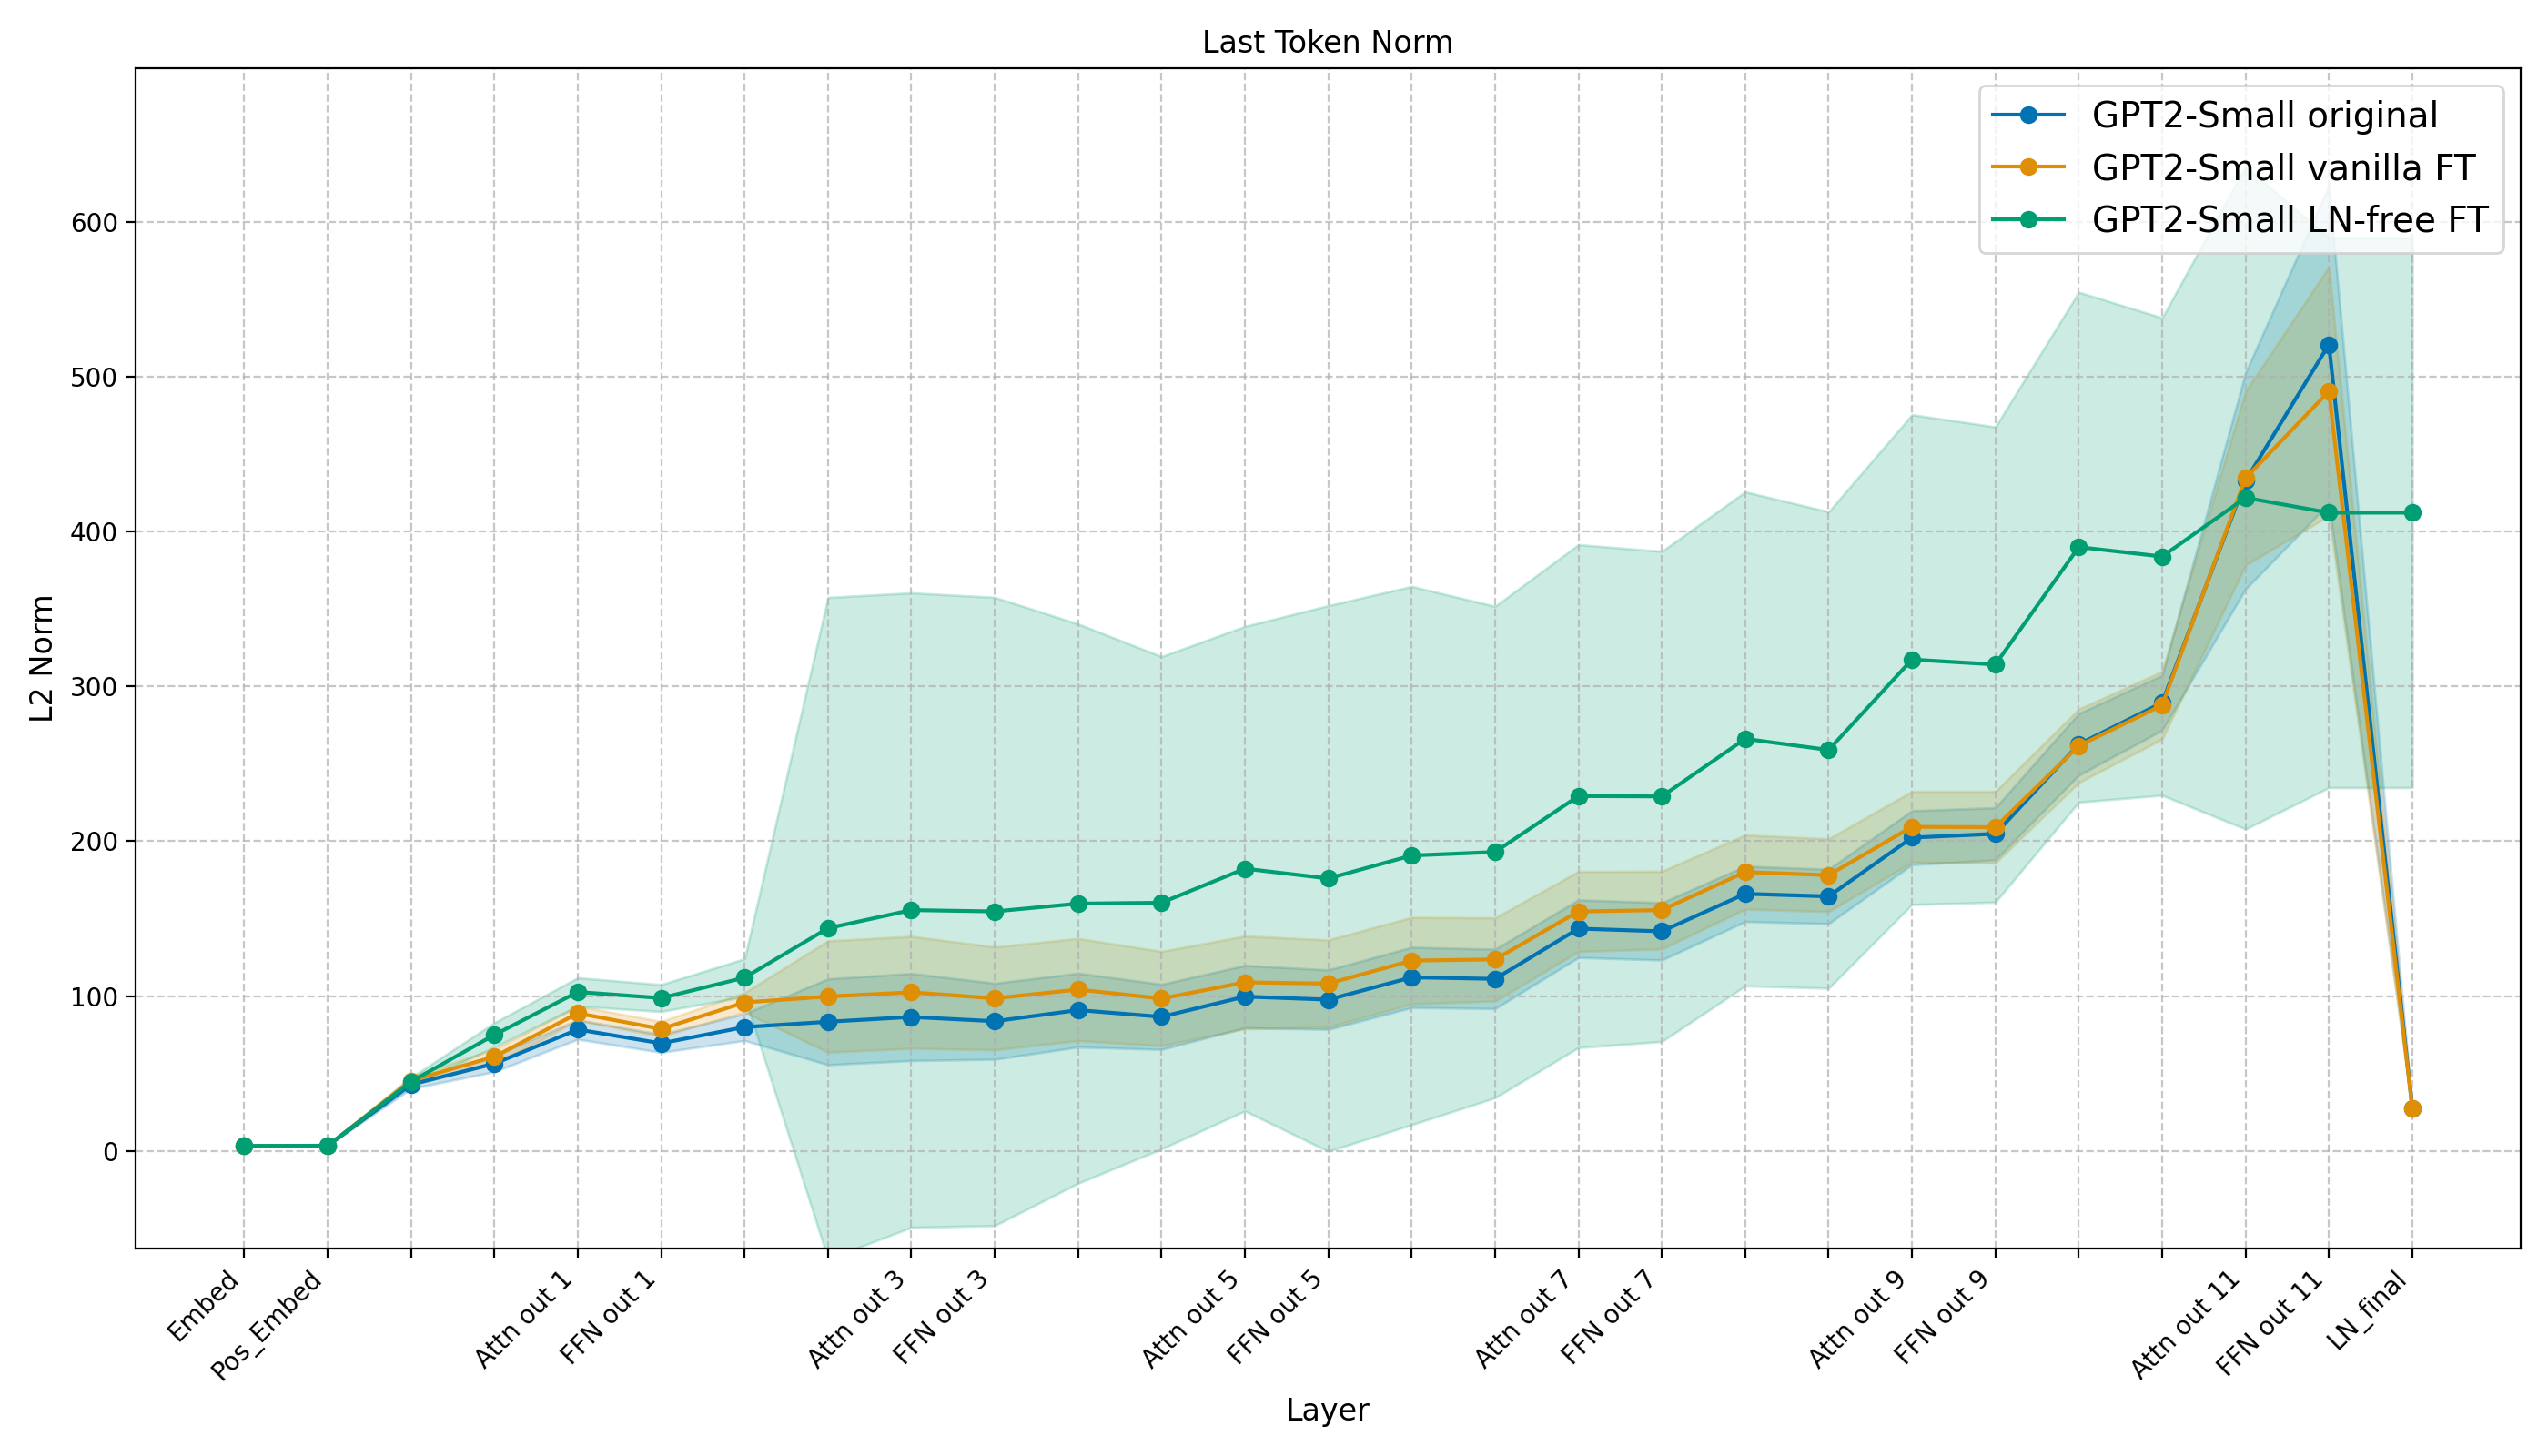 Last Token Norm
GPT2-Small original
GPT2-Small vanilla FT
GPT2-Small LN-free FT
600
500
400
300
200
100
0
L2 Norm
Embed
Pos_Embed
Attn out 1
FFN out 1
Attn out 3
FFN out 3
Attn out 5
FFN out 5
Attn out 7
FFN out 7
Attn out 9
FFN out 9
Attn out 11
FFN out 11
LN_final
Layer